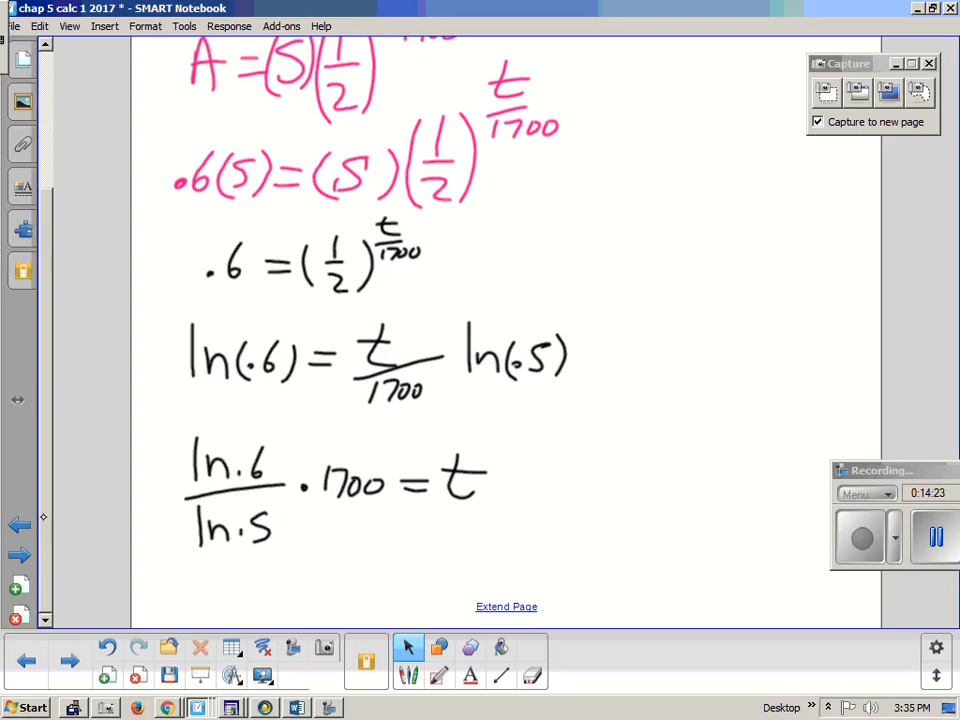 chap 5 calc 1 2017 * - SMART Notebook
File Edit View Insert Format Tools Response Add-ons Help
A = (5)(1/2)
.6(5) = (5)(1/2)^(t/1700)
.6 = (1/2)^(t/1700)
ln(.6) = t/1700 ln(.5)
ln.6/ln.5 · 1700 = t
Extend Page
Capture
Capture to new page
Recording...
Menu
0:14:23
Start
Desktop
3:35 PM